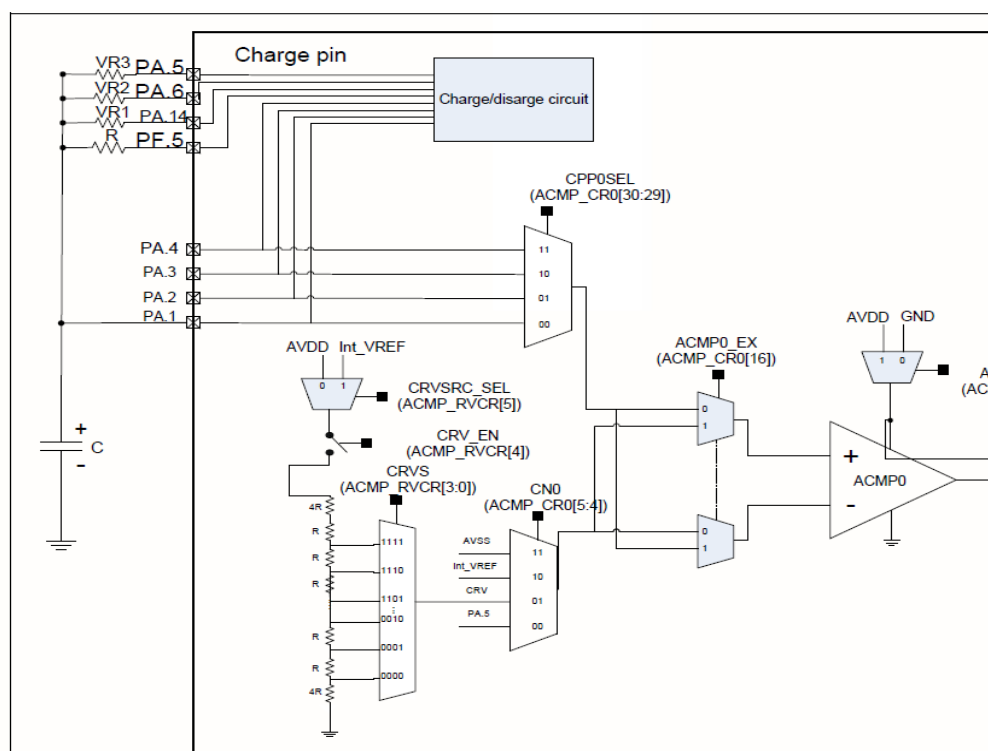 Charge pin
VR3 PA.5
VR2 PA.6
VR1 PA.14
R PF.5
Charge/disarge circuit
CPP0SEL
(ACMP_CR0[30:29])
PA.4
PA.3
PA.2
PA.1
11
10
01
00
AVDD Int_VREF
0 1
CRVSRC_SEL
(ACMP_RVCR[5])
CRV_EN
(ACMP_RVCR[4])
CRVS
(ACMP_RVCR[3:0])
ACMP0_EX
(ACMP_CR0[16])
0
1
AVDD GND
1 0
A
(AC
+
C
-
4R
R
R
R
R
R
4R
1111
1110
1101
:
0010
0001
0000
CN0
(ACMP_CR0[5:4])
AVSS
Int_VREF
CRV
PA.5
11
10
01
00
0
1
+
ACMP0
-